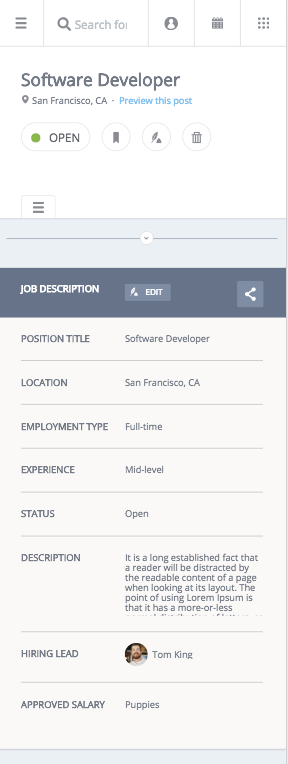 Search for
Software Developer
San Francisco, CA · Preview this post
OPEN
JOB DESCRIPTION EDIT
POSITION TITLE Software Developer
LOCATION San Francisco, CA
EMPLOYMENT TYPE Full-time
EXPERIENCE Mid-level
STATUS Open
DESCRIPTION It is a long established fact that
a reader will be distracted by
the readable content of a page
when looking at its layout. The
point of using Lorem Ipsum is
that it has a more-or-less
HIRING LEAD Tom King
APPROVED SALARY Puppies